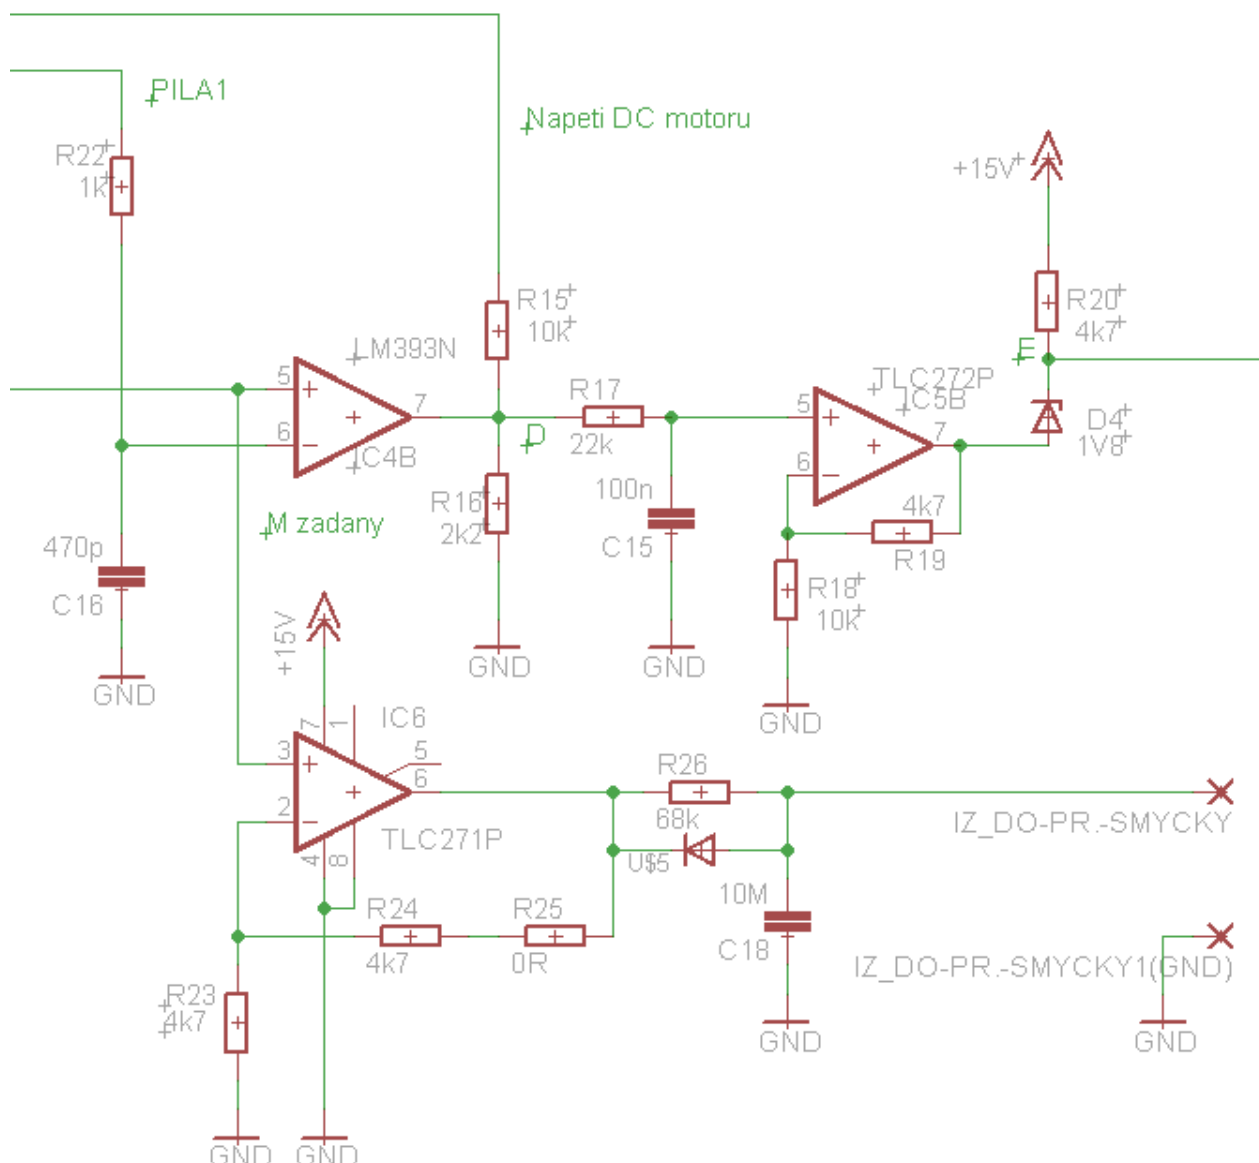 PILA1
Napeti DC motoru
R22
1k
+15V
R15
10k
R20
4k7
LM393N
E
5
R17
TLC272P
IC5B
5
7
7
D4
1V8
6
IC4B
D
22k
6
R16
2k2
100n
C15
4k7
R19
M zadany
470p
C16
R18
10k
+15V
GND
GND
GND
GND
7
1
IC6
3
5
6
R26
2
68k
IZ_DO-PR.-SMYCKY
4
8
TLC271P
U$5
R24
R25
10M
C18
4k7
0R
IZ_DO-PR.-SMYCKY1(GND)
R23
4k7
GND
GND
GND
GND